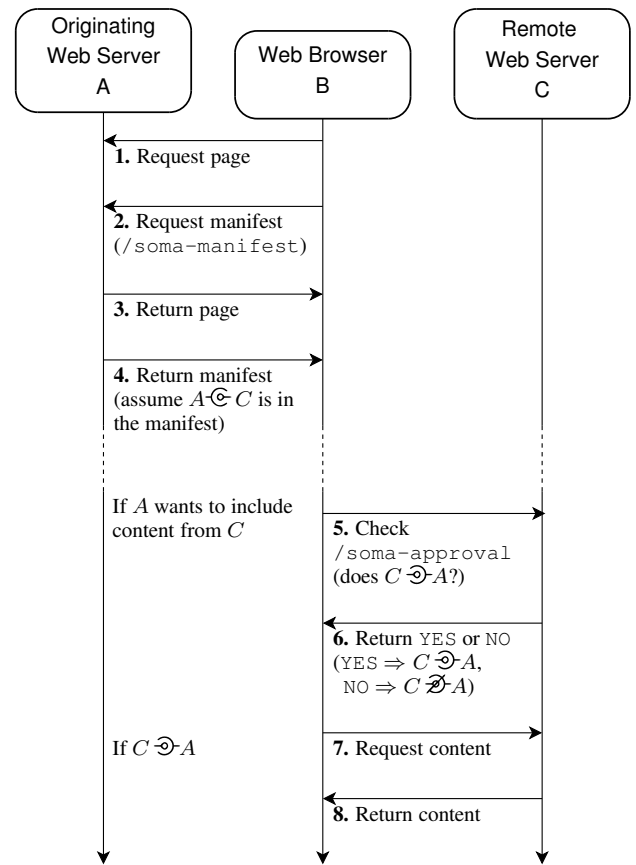 Originating
Web Server
A
Web Browser
B
Remote
Web Server
C
1. Request page
2. Request manifest
(/soma-manifest)
3. Return page
4. Return manifest
(assume A C is in
the manifest)
If A wants to include
content from C
5. Check
/soma-approval
(does C A?)
6. Return YES or NO
(YES ⇒ C A,
NO ⇒ C A)
If C A
7. Request content
8. Return content